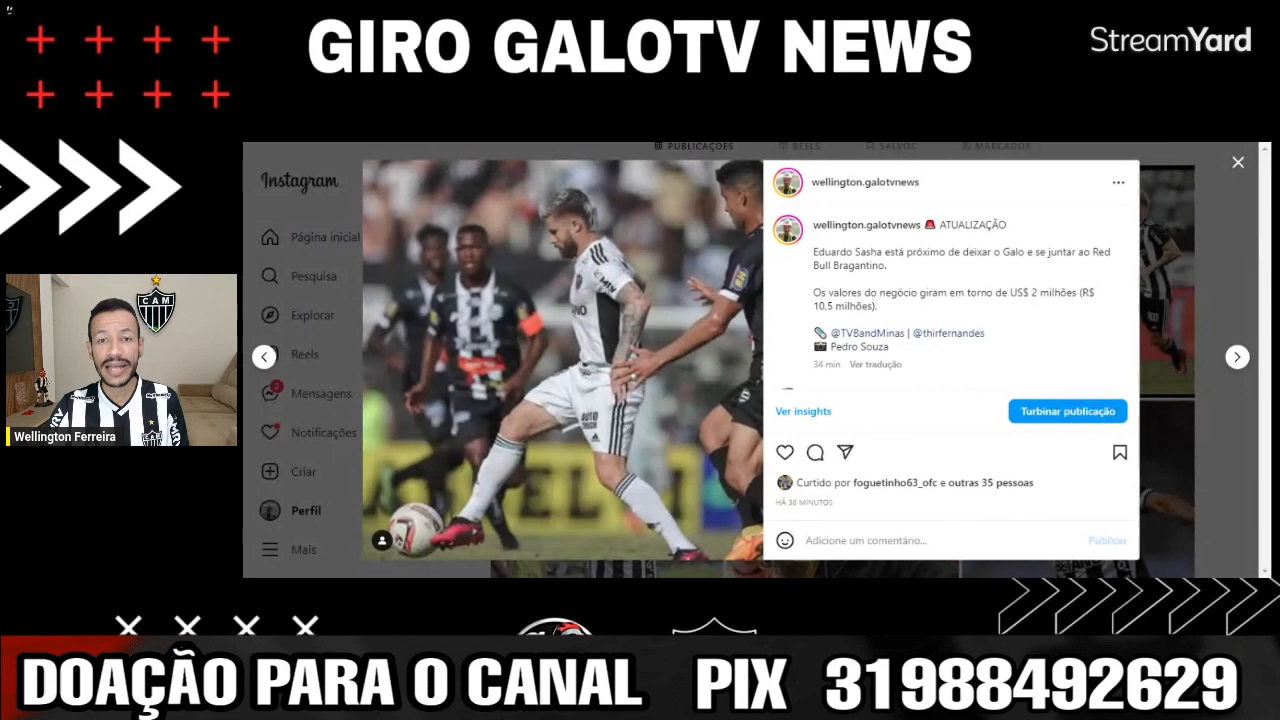 GIRO GALOTV NEWS
StreamYard
PUBLICAÇÕES
REELS
SALVOS
MARCADOS
Instagram
Página inicial
Pesquisa
Explorar
Reels
Mensagens
Notificações
Criar
Perfil
Mais
CAM
Wellington Ferreira
wellington.galotvnews
wellington.galotvnews 🚨 ATUALIZAÇÃO
Eduardo Sasha está próximo de deixar o Galo e se juntar ao Red
Bull Bragantino.
Os valores do negócio giram em torno de US$ 2 milhões (R$
10,5 milhões).
📎 @TVBandMinas | @thirfernandes
📸 Pedro Souza
34 min Ver tradução
Ver insights
Turbinar publicação
Curtido por foguetinho63_ofc e outras 35 pessoas
HÁ 38 MINUTOS
Adicione um comentário...
Publicar
DOAÇÃO PARA O CANAL PIX 31988492629